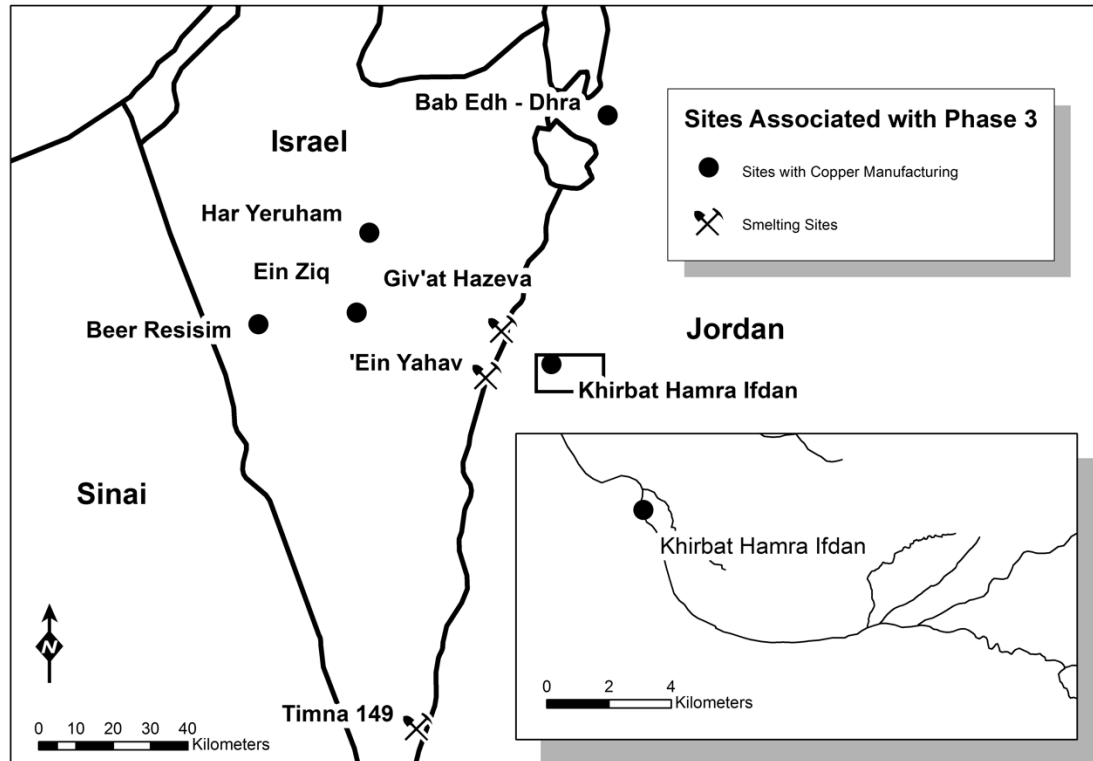 Bab Edh - Dhra
Israel
Har Yeruham
Ein Ziq
Giv'at Hazeva
Beer Resisim
'Ein Yahav
Jordan
Khirbat Hamra Ifdan
Sinai
Timna 149
N
0 10 20 30 40
Kilometers
Sites Associated with Phase 3
Sites with Copper Manufacturing
Smelting Sites
Khirbat Hamra Ifdan
0 2 4
Kilometers